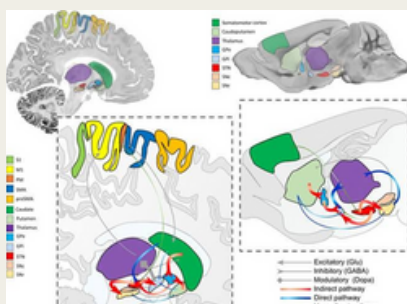 Somatomotor cortex
Caudoputamen
Thalamus
GPe
GPi
STN
SNc
SNr
S1
M1
PM
SMA
preSMA
Caudate
Putamen
Thalamus
GPe
GPi
STN
SNc
SNr
Excitatory (Glu)
Inhibitory (GABA)
Modulatory (Dopa)
Indirect pathway
Direct pathway